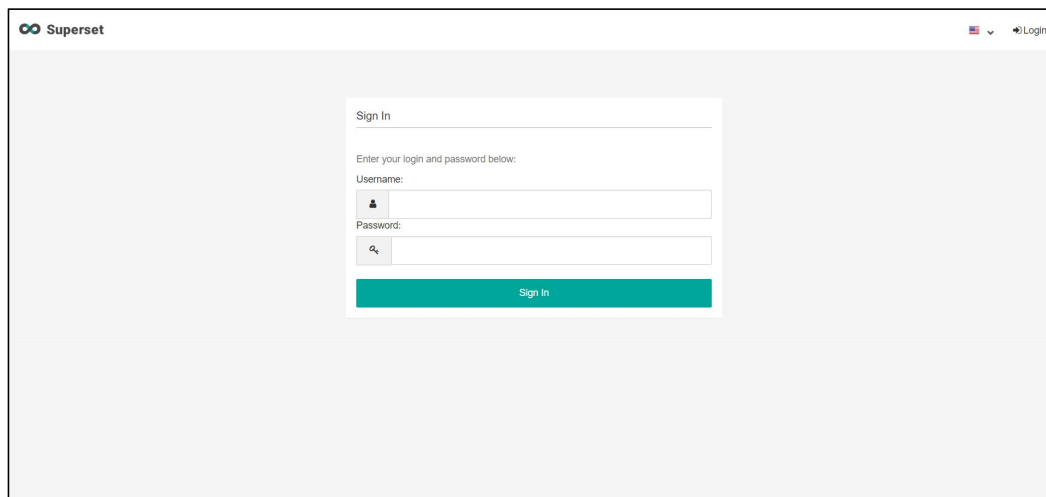 Superset
Login
Sign In
Enter your login and password below:
Username:
Password:
Sign In